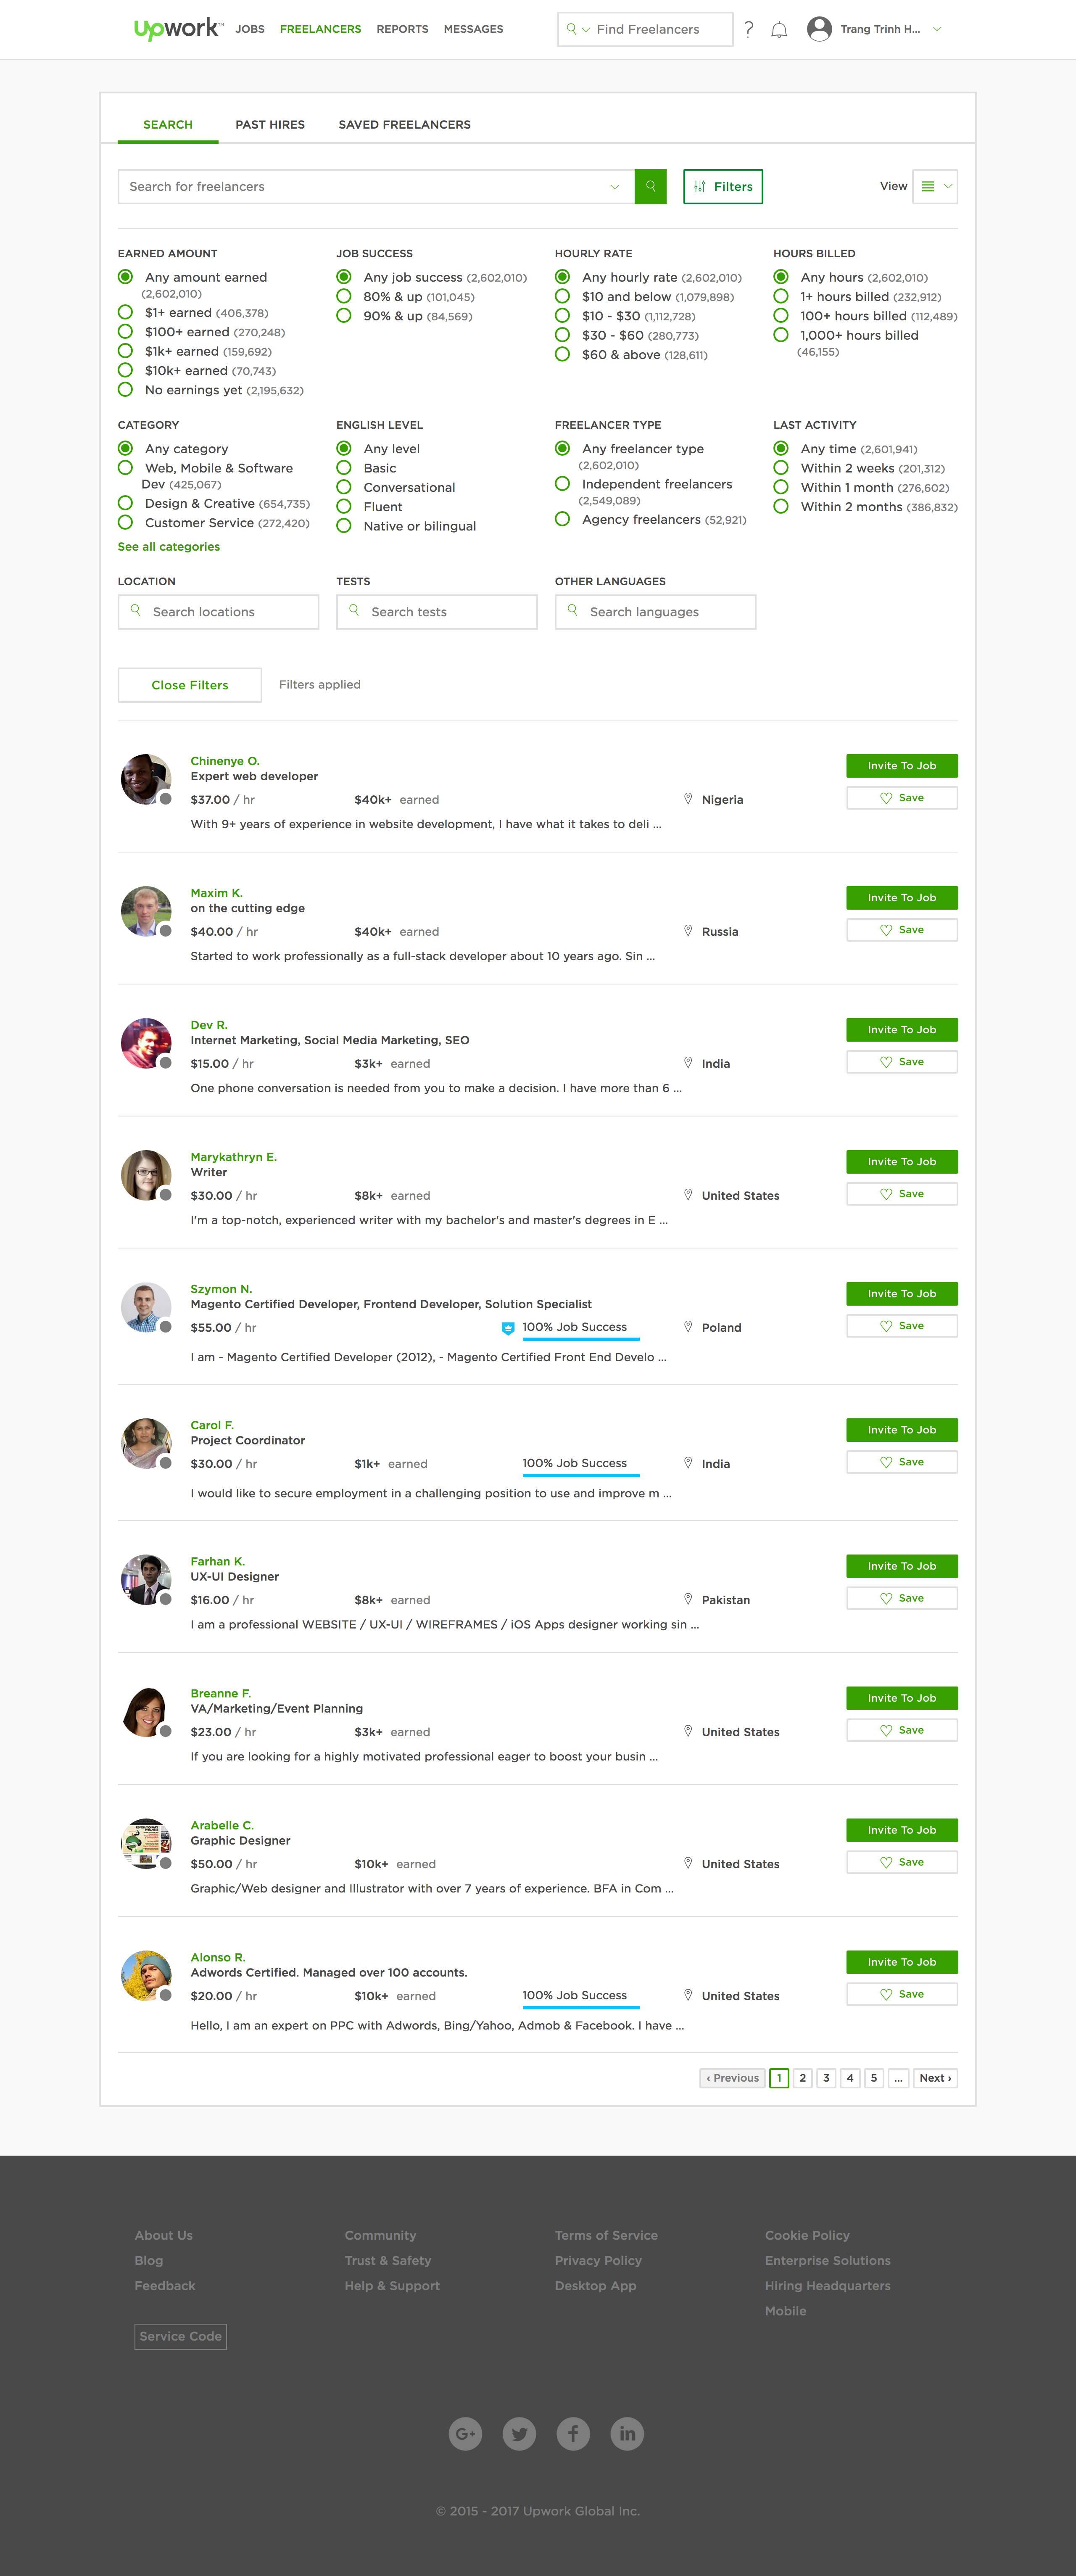 upwork™ JOBS FREELANCERS REPORTS MESSAGES Find Freelancers ? Trang Trinh H...
SEARCH PAST HIRES SAVED FREELANCERS
Search for freelancers Filters View
EARNED AMOUNT
Any amount earned
(2,602,010)
$1+ earned (406,378)
$100+ earned (270,248)
$1k+ earned (159,692)
$10k+ earned (70,743)
No earnings yet (2,195,632)
JOB SUCCESS
Any job success (2,602,010)
80% & up (101,045)
90% & up (84,569)
HOURLY RATE
Any hourly rate (2,602,010)
$10 and below (1,079,898)
$10 - $30 (1,112,728)
$30 - $60 (280,773)
$60 & above (128,611)
HOURS BILLED
Any hours (2,602,010)
1+ hours billed (232,912)
100+ hours billed (112,489)
1,000+ hours billed
(46,155)
CATEGORY
Any category
Web, Mobile & Software
Dev (425,067)
Design & Creative (654,735)
Customer Service (272,420)
See all categories
ENGLISH LEVEL
Any level
Basic
Conversational
Fluent
Native or bilingual
FREELANCER TYPE
Any freelancer type
(2,602,010)
Independent freelancers
(2,549,089)
Agency freelancers (52,921)
LAST ACTIVITY
Any time (2,601,941)
Within 2 weeks (201,312)
Within 1 month (276,602)
Within 2 months (386,832)
LOCATION
Search locations
TESTS
Search tests
OTHER LANGUAGES
Search languages
Close Filters Filters applied
Chinenye O.
Expert web developer
$37.00 / hr $40k+ earned Nigeria
With 9+ years of experience in website development, I have what it takes to deli ...
Invite To Job
Save
Maxim K.
on the cutting edge
$40.00 / hr $40k+ earned Russia
Started to work professionally as a full-stack developer about 10 years ago. Sin ...
Invite To Job
Save
Dev R.
Internet Marketing, Social Media Marketing, SEO
$15.00 / hr $3k+ earned India
One phone conversation is needed from you to make a decision. I have more than 6 ...
Invite To Job
Save
Marykathryn E.
Writer
$30.00 / hr $8k+ earned United States
I'm a top-notch, experienced writer with my bachelor's and master's degrees in E ...
Invite To Job
Save
Szymon N.
Magento Certified Developer, Frontend Developer, Solution Specialist
$55.00 / hr 100% Job Success Poland
I am - Magento Certified Developer (2012), - Magento Certified Front End Develo ...
Invite To Job
Save
Carol F.
Project Coordinator
$30.00 / hr $1k+ earned 100% Job Success India
I would like to secure employment in a challenging position to use and improve m ...
Invite To Job
Save
Farhan K.
UX-UI Designer
$16.00 / hr $8k+ earned Pakistan
I am a professional WEBSITE / UX-UI / WIREFRAMES / iOS Apps designer working sin ...
Invite To Job
Save
Breanne F.
VA/Marketing/Event Planning
$23.00 / hr $3k+ earned United States
If you are looking for a highly motivated professional eager to boost your busin ...
Invite To Job
Save
Arabelle C.
Graphic Designer
$50.00 / hr $10k+ earned United States
Graphic/Web designer and Illustrator with over 7 years of experience. BFA in Com ...
Invite To Job
Save
Alonso R.
Adwords Certified. Managed over 100 accounts.
$20.00 / hr $10k+ earned 100% Job Success United States
Hello, I am an expert on PPC with Adwords, Bing/Yahoo, Admob & Facebook. I have ...
Invite To Job
Save
‹ Previous 1 2 3 4 5 ... Next ›
About Us
Blog
Feedback
Service Code
Community
Trust & Safety
Help & Support
Terms of Service
Privacy Policy
Desktop App
Cookie Policy
Enterprise Solutions
Hiring Headquarters
Mobile
G+ f in
© 2015 - 2017 Upwork Global Inc.